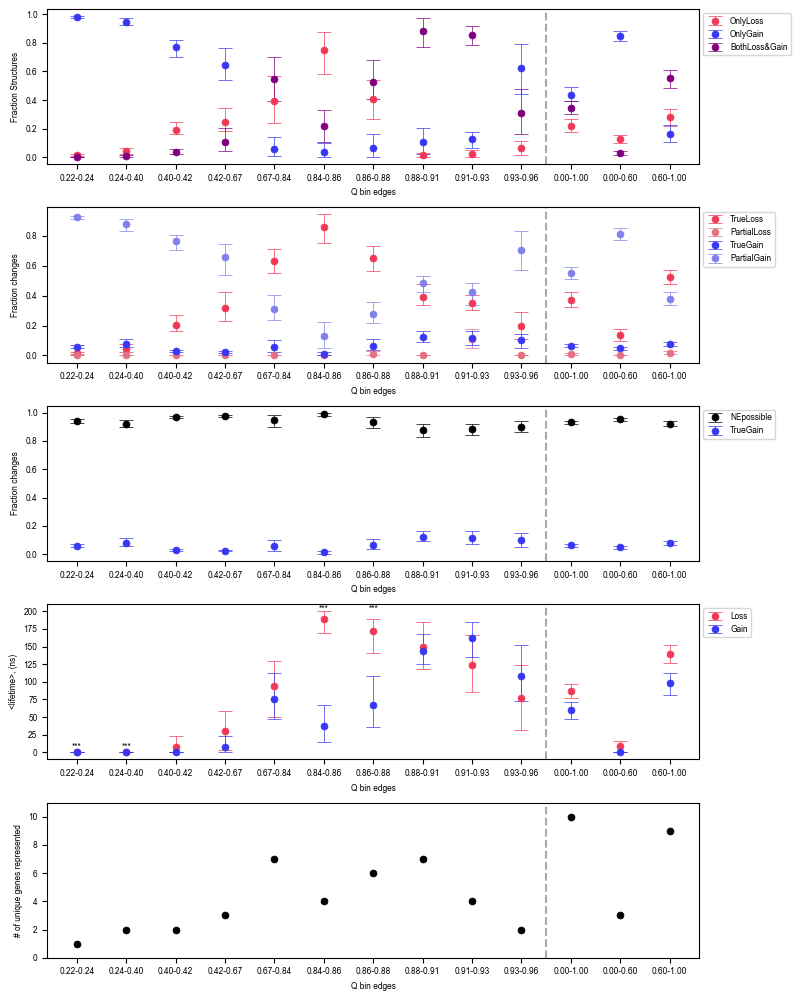 1.0
0.8
0.6
0.4
0.2
0.0
Fraction Structures
0.22-0.24 0.24-0.40 0.40-0.42 0.42-0.67 0.67-0.84 0.84-0.86 0.86-0.88 0.88-0.91 0.91-0.93 0.93-0.96 0.00-1.00 0.00-0.60 0.60-1.00
Q bin edges
OnlyLoss
OnlyGain
BothLoss&Gain
0.8
0.6
0.4
0.2
0.0
Fraction changes
0.22-0.24 0.24-0.40 0.40-0.42 0.42-0.67 0.67-0.84 0.84-0.86 0.86-0.88 0.88-0.91 0.91-0.93 0.93-0.96 0.00-1.00 0.00-0.60 0.60-1.00
Q bin edges
TrueLoss
PartialLoss
TrueGain
PartialGain
1.0
0.8
0.6
0.4
0.2
0.0
Fraction changes
0.22-0.24 0.24-0.40 0.40-0.42 0.42-0.67 0.67-0.84 0.84-0.86 0.86-0.88 0.88-0.91 0.91-0.93 0.93-0.96 0.00-1.00 0.00-0.60 0.60-1.00
Q bin edges
NEpossible
TrueGain
200
175
150
125
100
75
50
25
0
<lifetime>, (ns)
*** *** *** ***
0.22-0.24 0.24-0.40 0.40-0.42 0.42-0.67 0.67-0.84 0.84-0.86 0.86-0.88 0.88-0.91 0.91-0.93 0.93-0.96 0.00-1.00 0.00-0.60 0.60-1.00
Q bin edges
Loss
Gain
10
8
6
4
2
0
# of unique genes represented
0.22-0.24 0.24-0.40 0.40-0.42 0.42-0.67 0.67-0.84 0.84-0.86 0.86-0.88 0.88-0.91 0.91-0.93 0.93-0.96 0.00-1.00 0.00-0.60 0.60-1.00
Q bin edges